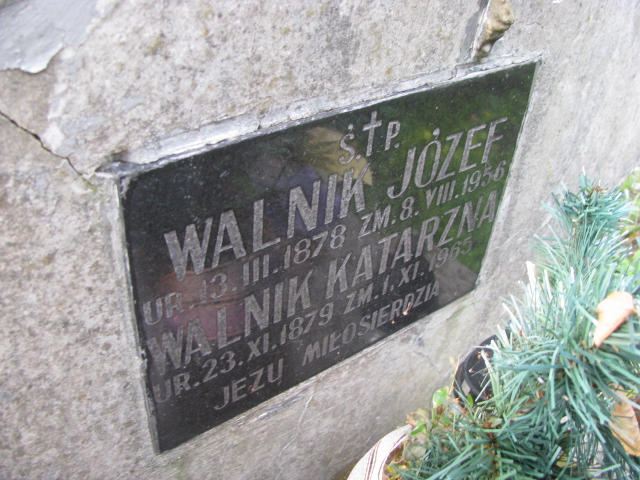 Ś.†P.
WALNIK JÓZEF
UR. 13. III. 1878 ZM. 8. VIII. 1956
WALNIK KATARZNA
UR. 23. XI. 1879 ZM. 1. XI. 1965
JEZU MIŁOSIERDZIA